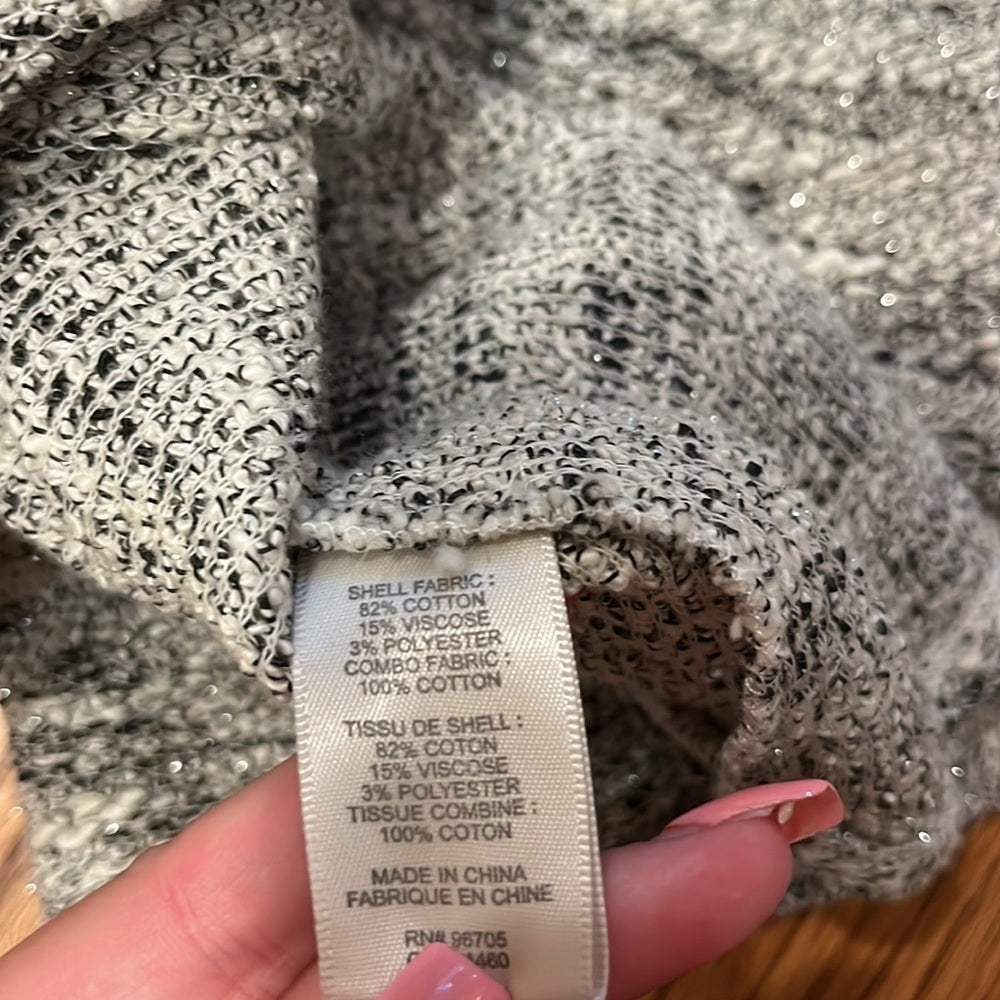 SHELL FABRIC :
82% COTTON
15% VISCOSE
3% POLYESTER
COMBO FABRIC :
100% COTTON
TISSU DE SHELL :
82% COTON
15% VISCOSE
3% POLYESTER
TISSUE COMBINE :
100% COTON
MADE IN CHINA
FABRIQUE EN CHINE
RN# 96705